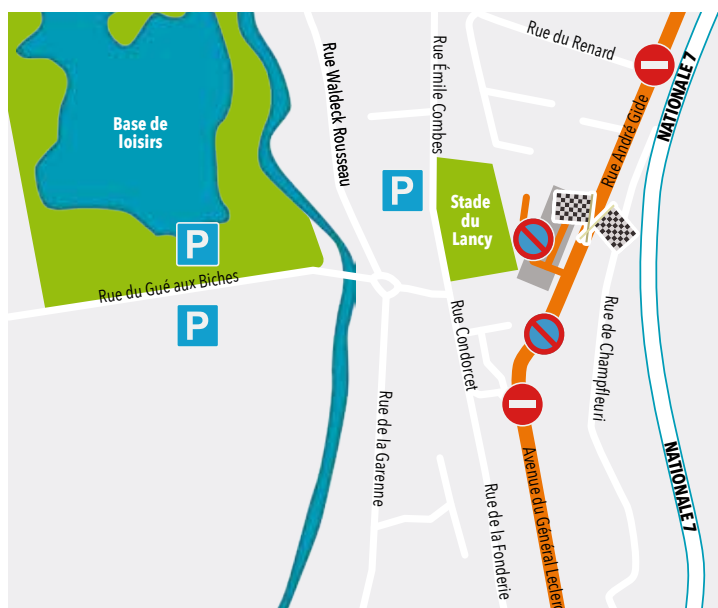 Rue du Renard
NATIONALE 7
Rue Émile Combes
Rue Waldeck Rousseau
Rue André Gide
Base de
loisirs
P
Stade
du
Lancy
P
Rue du Gué aux Biches
P
Rue Condorcet
Rue de Champfleuri
Rue de la Garenne
Avenue du Général Leclerc
NATIONALE 7
Rue de la Fonderie